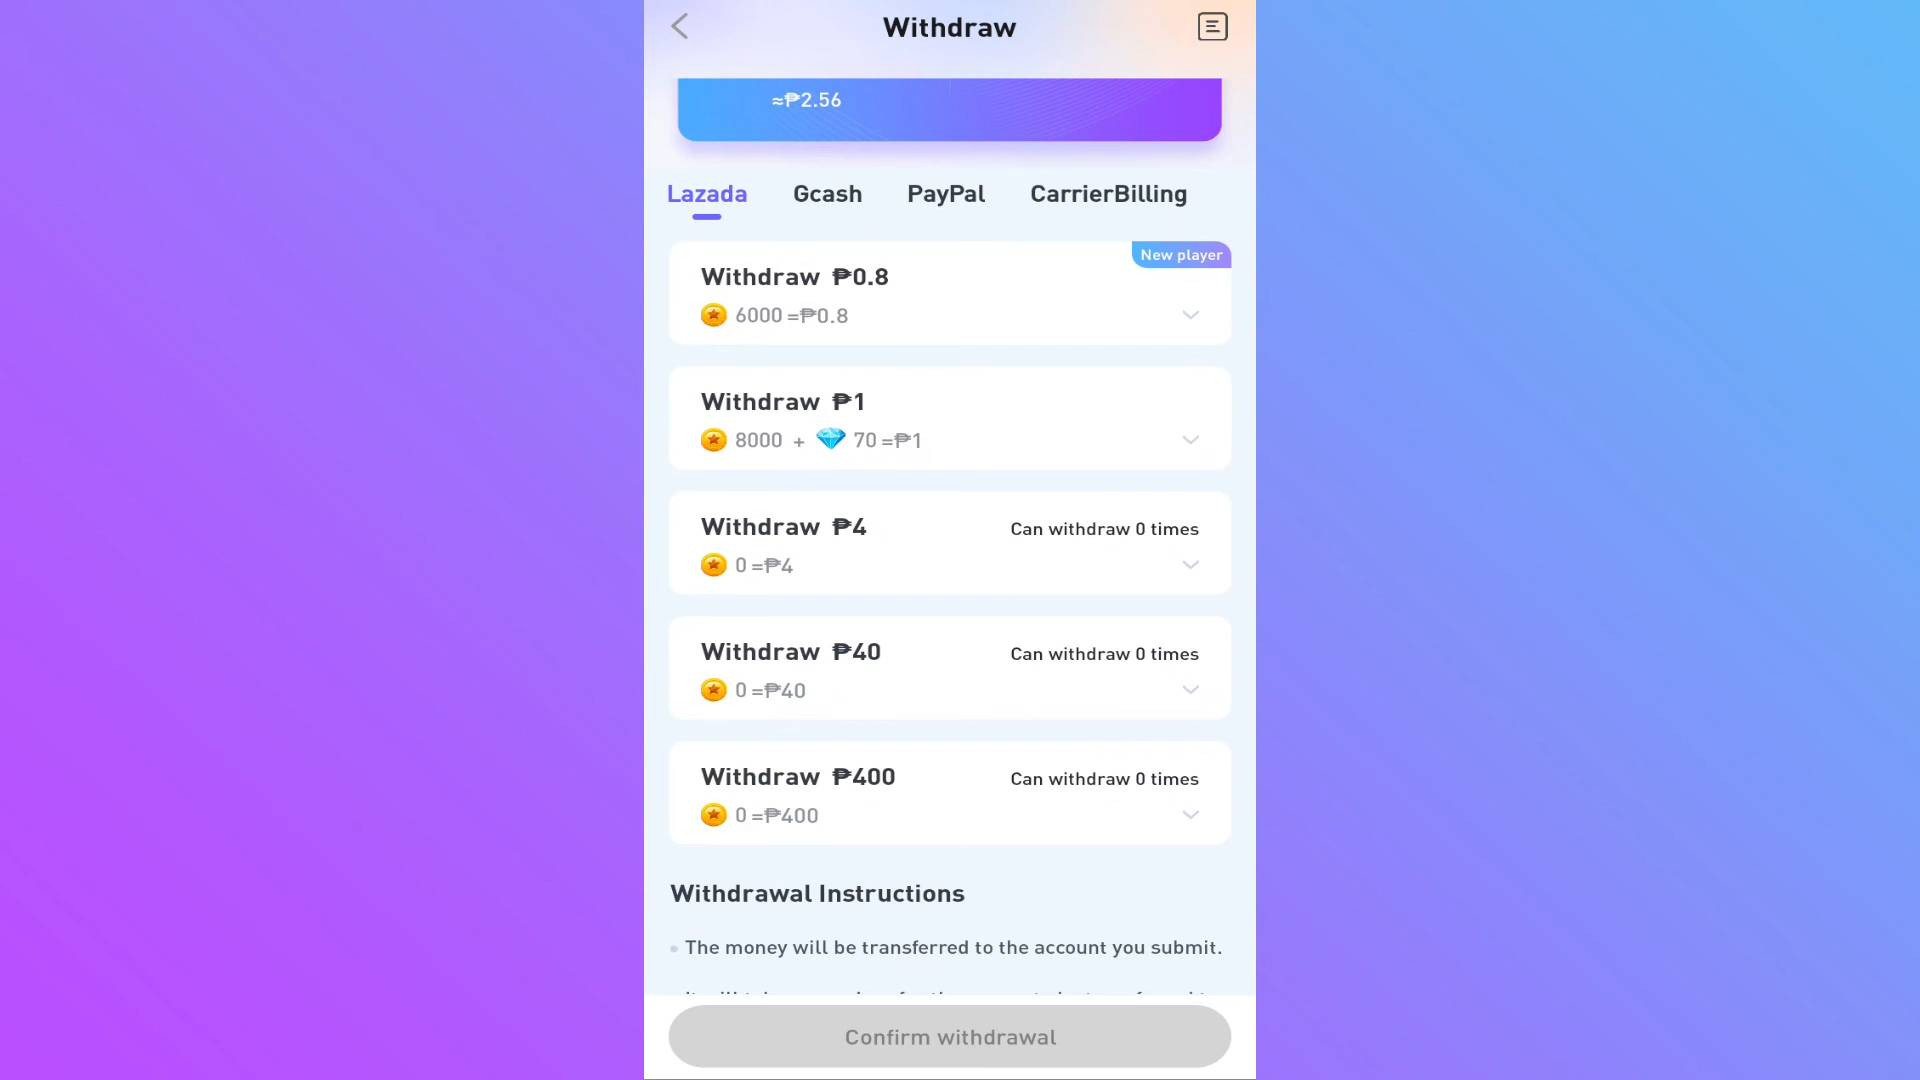 Withdraw
≈₱2.56
Lazada Gcash PayPal CarrierBilling
New player
Withdraw ₱0.8
6000 =₱0.8
Withdraw ₱1
8000 + 70 =₱1
Withdraw ₱4 Can withdraw 0 times
0 =₱4
Withdraw ₱40 Can withdraw 0 times
0 =₱40
Withdraw ₱400 Can withdraw 0 times
0 =₱400
Withdrawal Instructions
The money will be transferred to the account you submit.
Confirm withdrawal